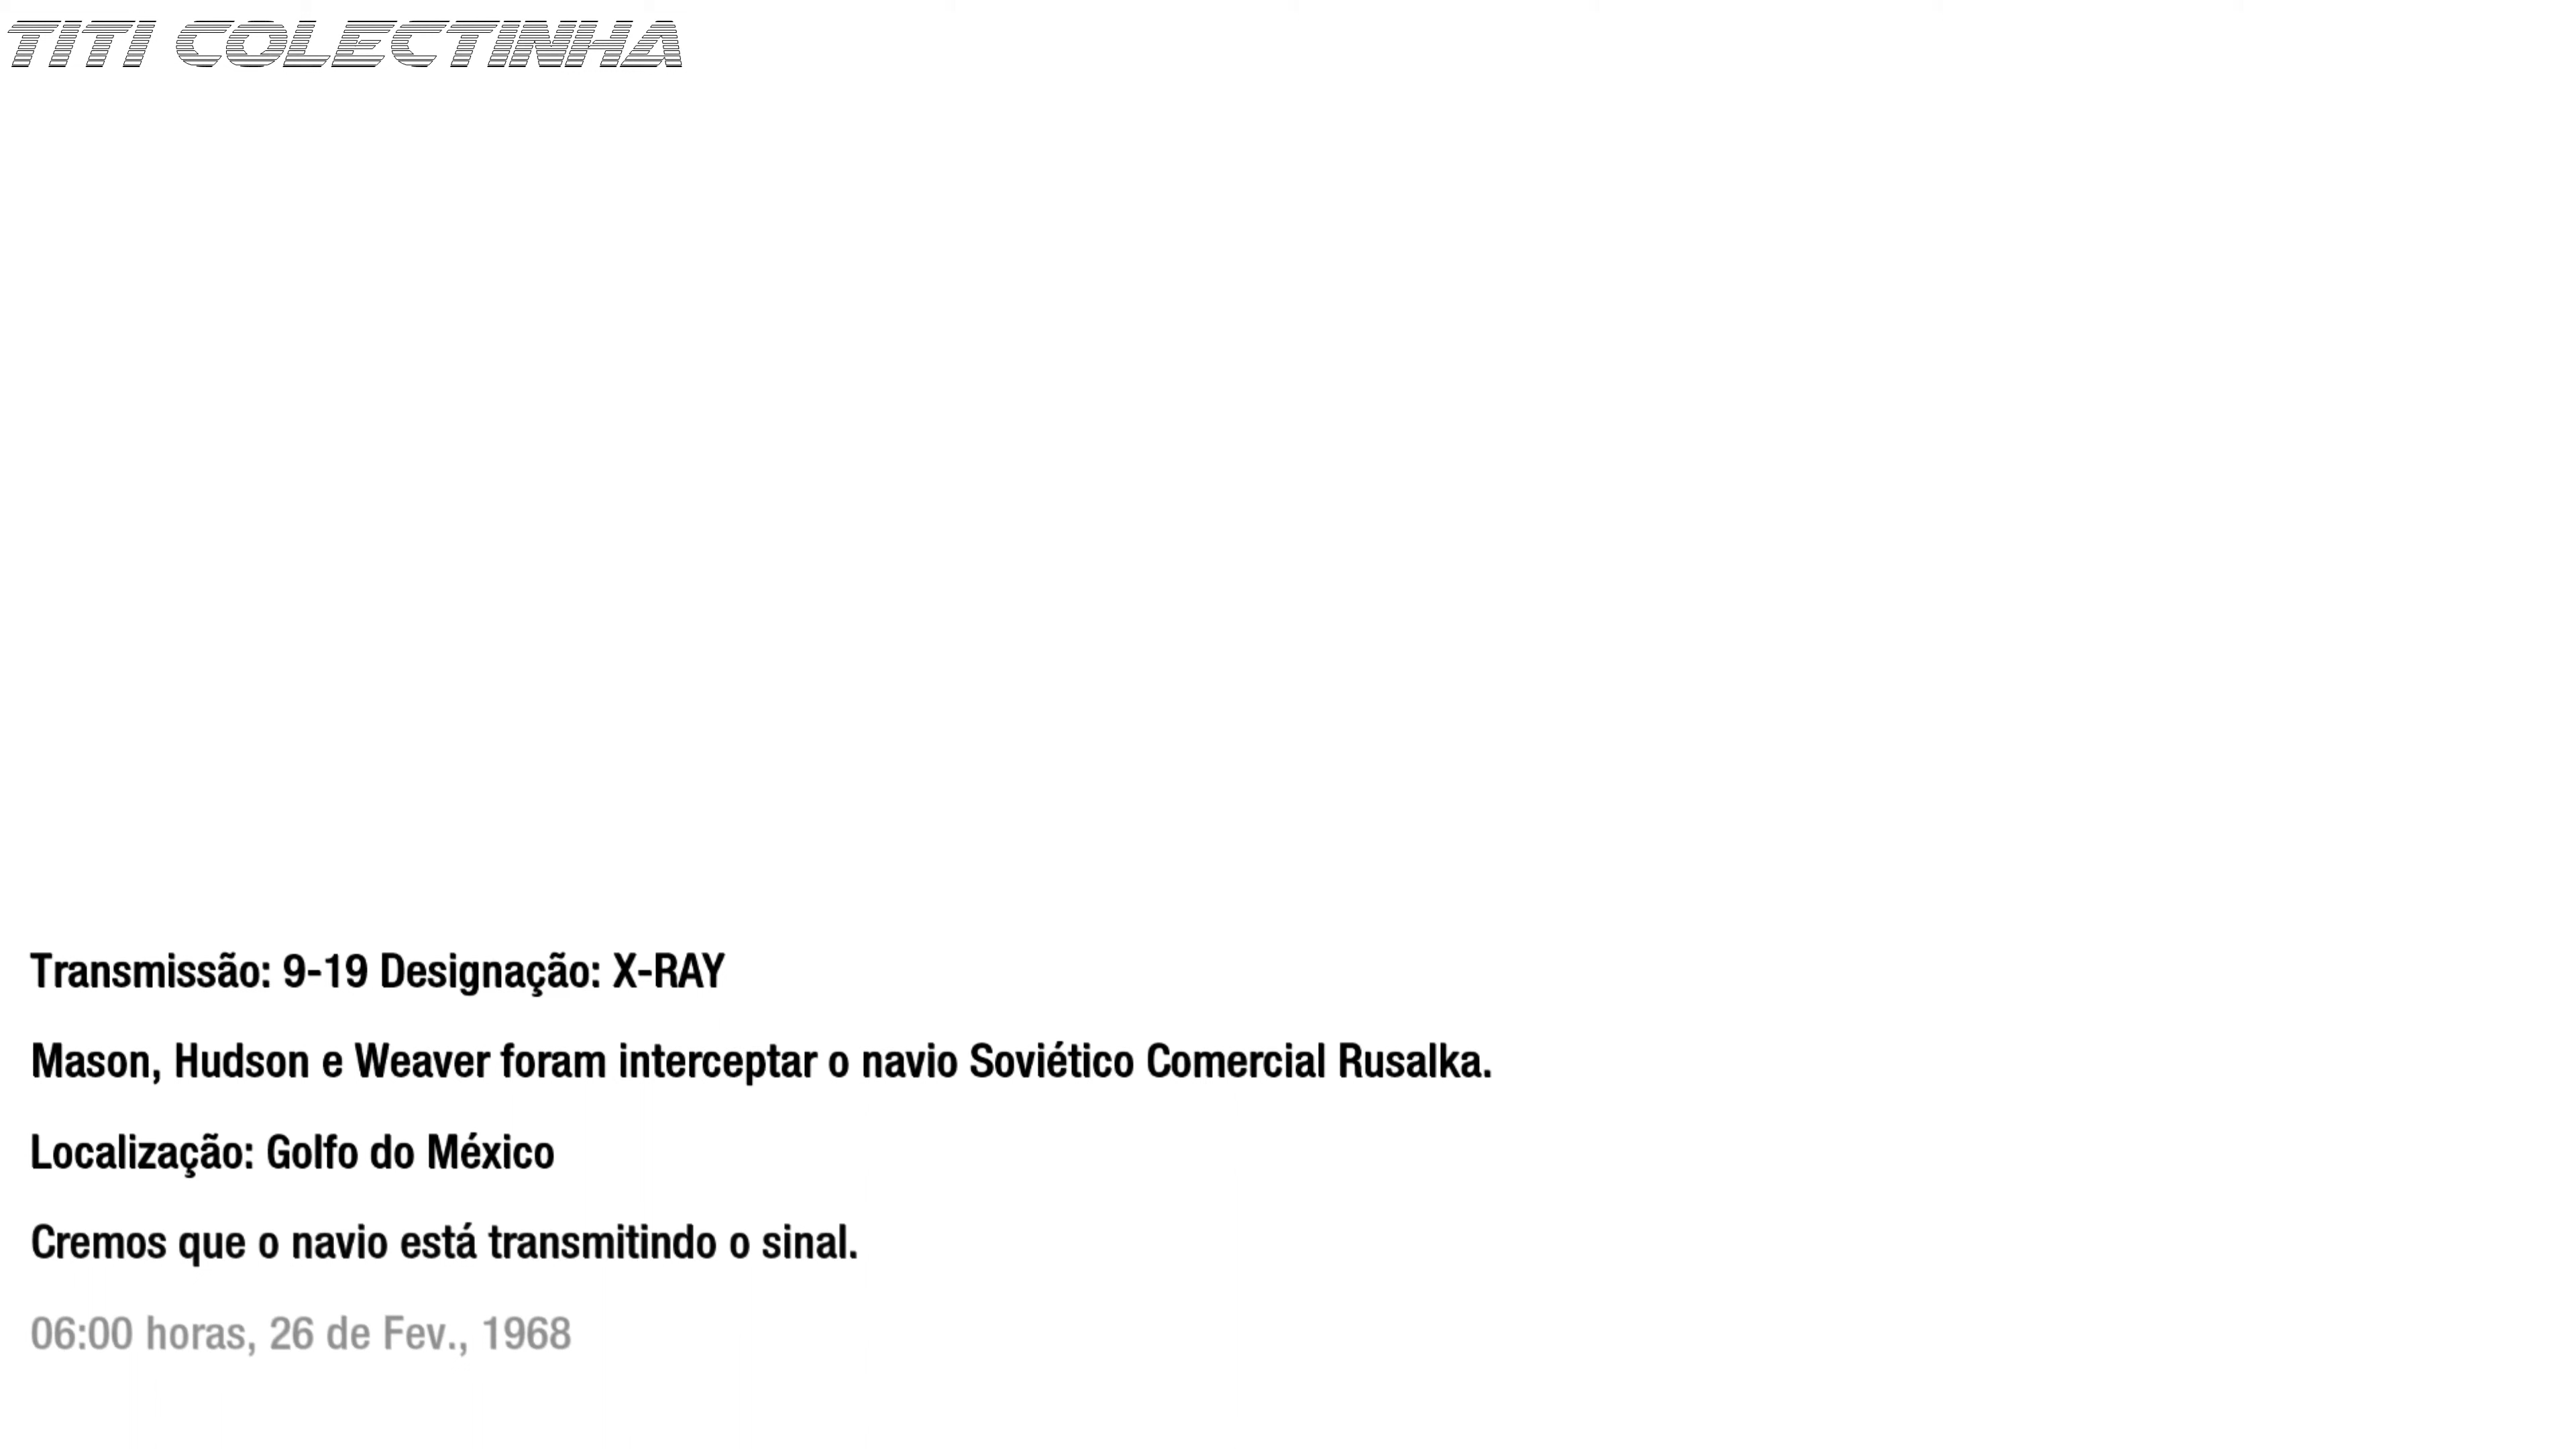 TITI COLECTINHA
Transmissão: 9-19 Designação: X-RAY
Mason, Hudson e Weaver foram interceptar o navio Soviético Comercial Rusalka.
Localização: Golfo do México
Cremos que o navio está transmitindo o sinal.
06:00 horas, 26 de Fev., 1968